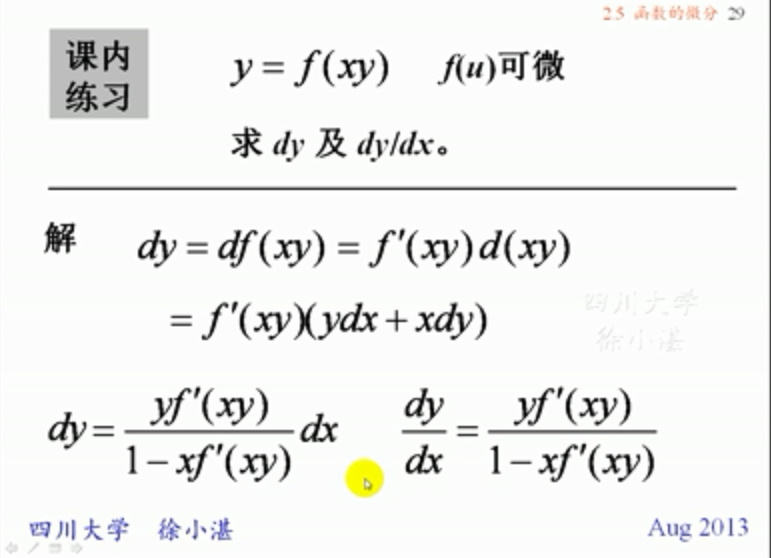 2.5 函数的微分 29
课内
练习
y = f(xy) f(u)可微
求 dy 及 dy/dx。
解 dy = df(xy) = f′(xy)d(xy)
= f′(xy)(ydx + xdy)
dy = \frac{yf′(xy)}{1 − xf′(xy)} dx \frac{dy}{dx} = \frac{yf′(xy)}{1 − xf′(xy)}
四川大学
徐小湛
四川大学 徐小湛 Aug 2013